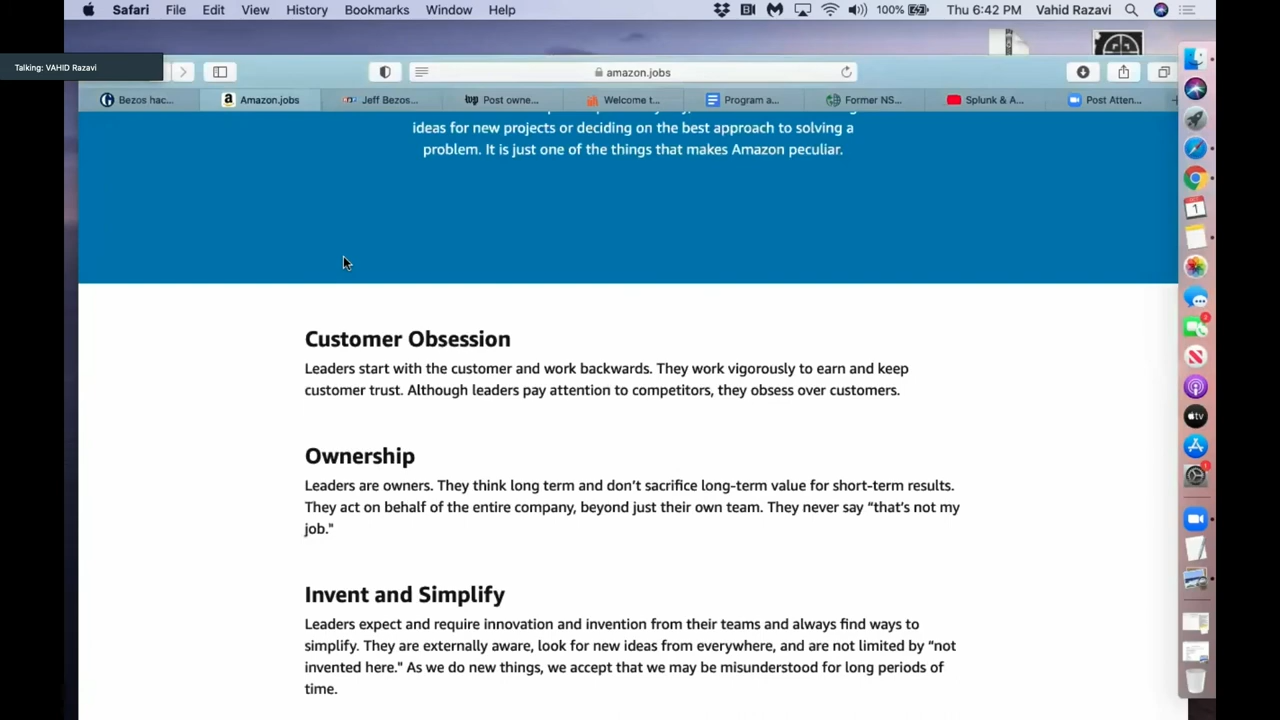 Safari File Edit View History Bookmarks Window Help 100% Thu 6:42 PM Vahid Razavi
Talking: VAHID Razavi
amazon.jobs
Bezos hac... Amazon.jobs Jeff Bezos... Post owne... Welcome t... Program a... Former NS... Splunk & A... Post Atten...
ideas for new projects or deciding on the best approach to solving a
problem. It is just one of the things that makes Amazon peculiar.
Customer Obsession
Leaders start with the customer and work backwards. They work vigorously to earn and keep
customer trust. Although leaders pay attention to competitors, they obsess over customers.
Ownership
Leaders are owners. They think long term and don’t sacrifice long-term value for short-term results.
They act on behalf of the entire company, beyond just their own team. They never say “that’s not my
job."
Invent and Simplify
Leaders expect and require innovation and invention from their teams and always find ways to
simplify. They are externally aware, look for new ideas from everywhere, and are not limited by “not
invented here." As we do new things, we accept that we may be misunderstood for long periods of
time.